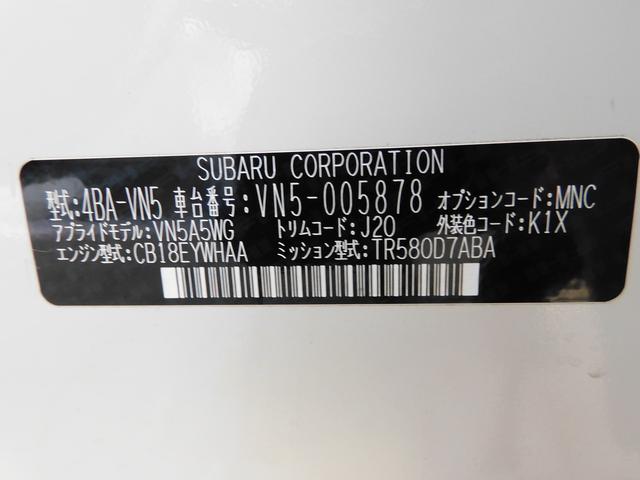 SUBARU CORPORATION
型式:4BA-VN5 車台番号:VN5-005878 オプションコード:MNC
アプライドモデル:VN5A5WG トリムコード:J20 外装色コード:K1X
エンジン型式:CB18EYWHAA ミッション型式:TR580D7ABA